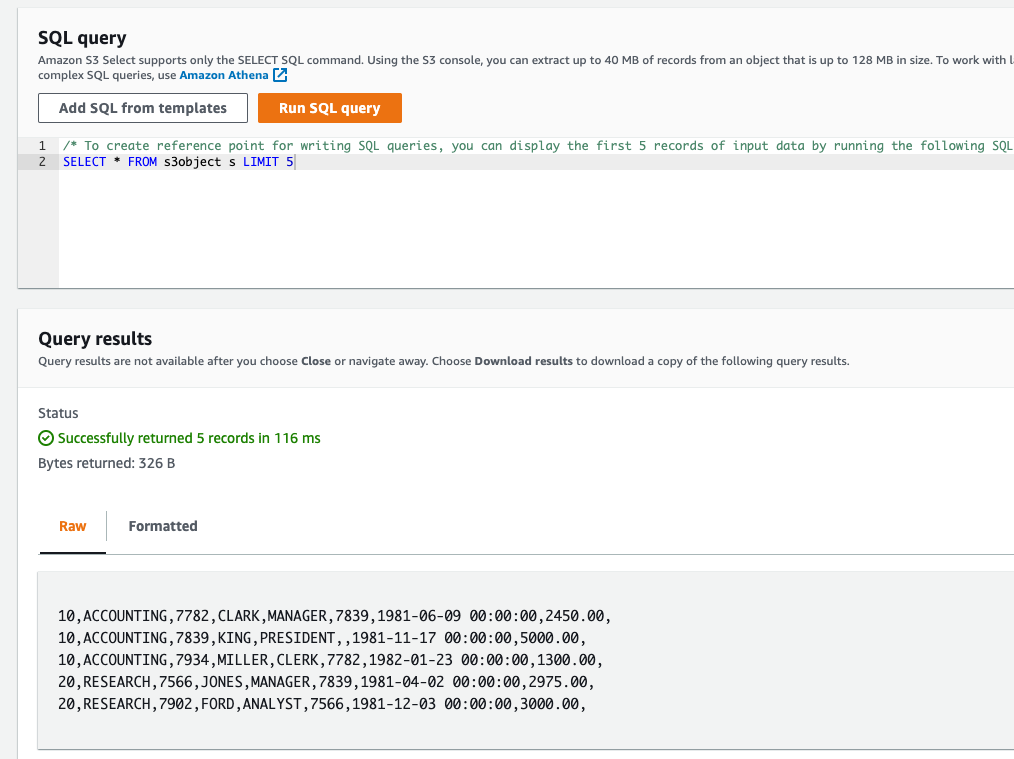 SQL query
Amazon S3 Select supports only the SELECT SQL command. Using the S3 console, you can extract up to 40 MB of records from an object that is up to 128 MB in size. To work with
complex SQL queries, use Amazon Athena
Add SQL from templates
Run SQL query
1 /* To create reference point for writing SQL queries, you can display the first 5 records of input data by running the following SQL
2 SELECT * FROM s3object s LIMIT 5
Query results
Query results are not available after you choose Close or navigate away. Choose Download results to download a copy of the following query results.
Status
Successfully returned 5 records in 116 ms
Bytes returned: 326 B
Raw
Formatted
10,ACCOUNTING,7782,CLARK,MANAGER,7839,1981-06-09 00:00:00,2450.00,
10,ACCOUNTING,7839,KING,PRESIDENT,,1981-11-17 00:00:00,5000.00,
10,ACCOUNTING,7934,MILLER,CLERK,7782,1982-01-23 00:00:00,1300.00,
20,RESEARCH,7566,JONES,MANAGER,7839,1981-04-02 00:00:00,2975.00,
20,RESEARCH,7902,FORD,ANALYST,7566,1981-12-03 00:00:00,3000.00,